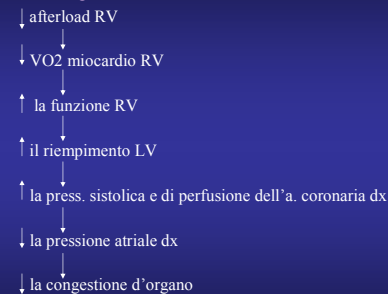 ↓ afterload RV
↓ VO2 miocardio RV
↑ la funzione RV
↑ il riempimento LV
↑ la press. sistolica e di perfusione dell'a. coronaria dx
↓ la pressione atriale dx
↓ la congestione d'organo